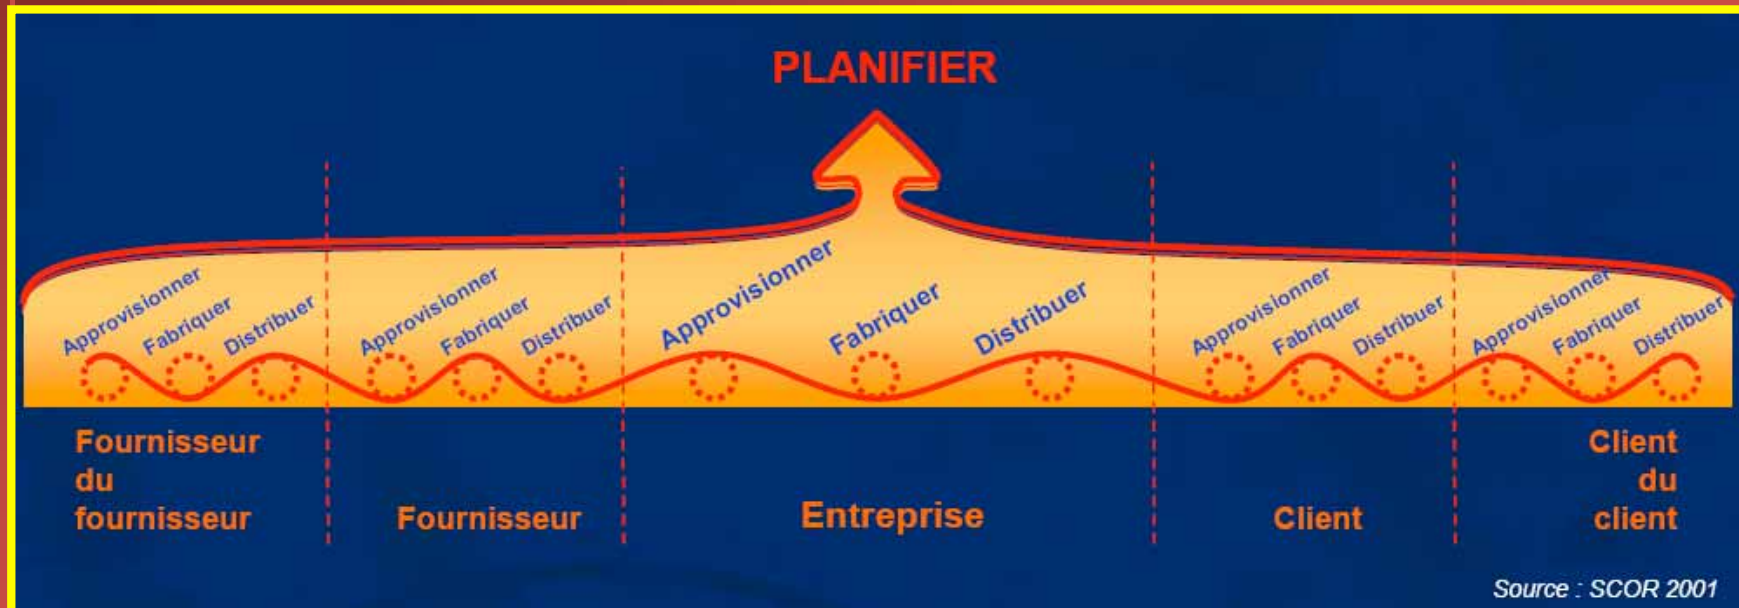 PLANIFIER
Approvisionner
Fabriquer
Distribuer
Approvisionner
Fabriquer
Distribuer
Approvisionner
Fabriquer
Distribuer
Approvisionner
Fabriquer
Distribuer
Approvisionner
Fabriquer
Distribuer
Fournisseur
du
fournisseur
Fournisseur
Entreprise
Client
Client
du
client
Source : SCOR 2001